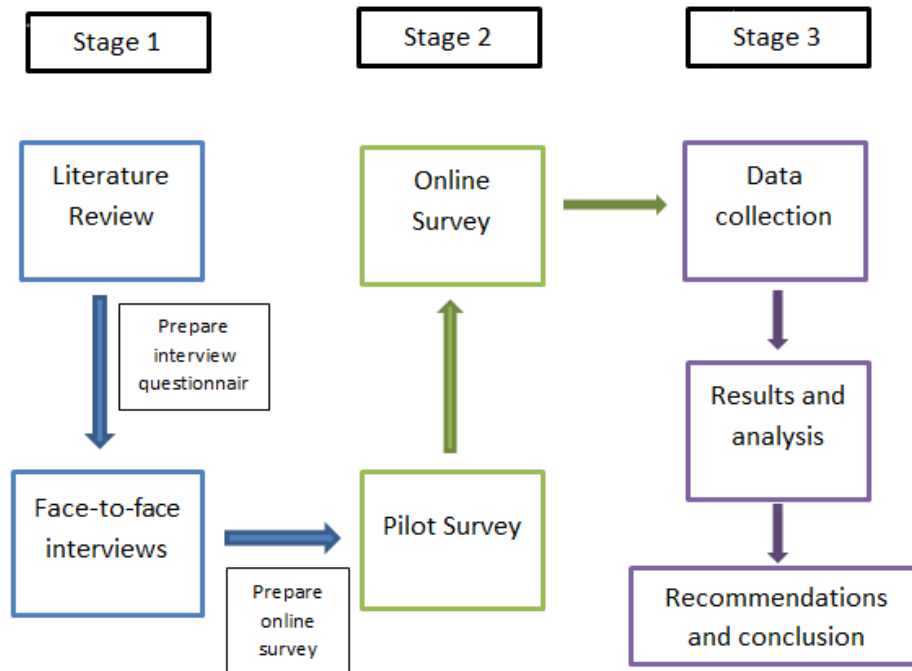 Stage 1
Stage 2
Stage 3
Literature
Review
Online
Survey
Data
collection
Prepare
interview
questionnair
Results and
analysis
Face-to-face
interviews
Pilot Survey
Prepare
online
survey
Recommendations
and conclusion